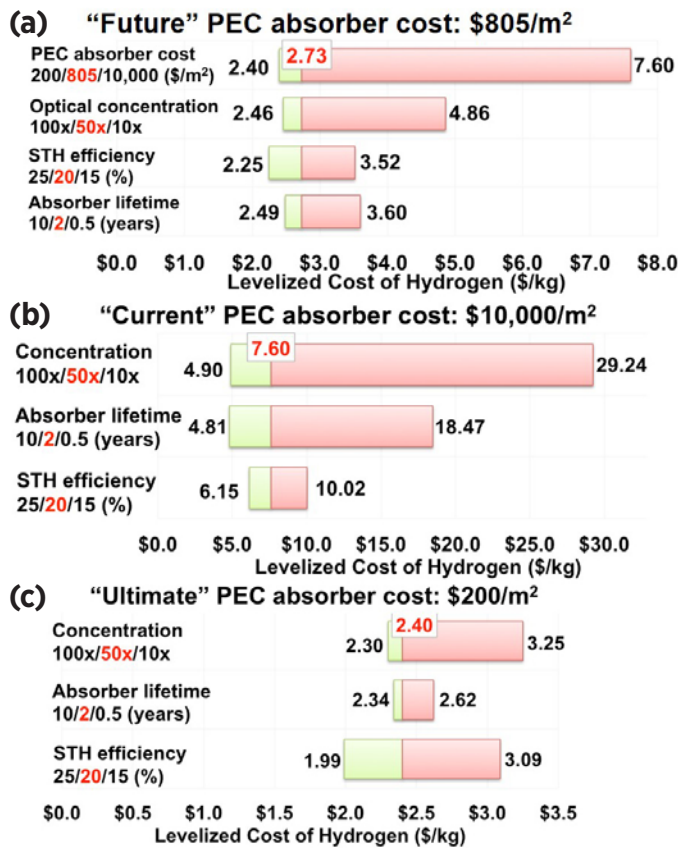 (a) "Future" PEC absorber cost: $805/m²
PEC absorber cost
200/805/10,000 ($/m²)
2.40
2.73
7.60
Optical concentration
100x/50x/10x
2.46
4.86
STH efficiency
25/20/15 (%)
2.25
3.52
Absorber lifetime
10/2/0.5 (years)
2.49
3.60
$0.0 $1.0 $2.0 $3.0 $4.0 $5.0 $6.0 $7.0 $8.0
Levelized Cost of Hydrogen ($/kg)
(b) "Current" PEC absorber cost: $10,000/m²
Concentration
100x/50x/10x
4.90
7.60
29.24
Absorber lifetime
10/2/0.5 (years)
4.81
18.47
STH efficiency
25/20/15 (%)
6.15
10.02
$0.0 $5.0 $10.0 $15.0 $20.0 $25.0 $30.0
Levelized Cost of Hydrogen ($/kg)
(c) "Ultimate" PEC absorber cost: $200/m²
Concentration
100x/50x/10x
2.30
2.40
3.25
Absorber lifetime
10/2/0.5 (years)
2.34
2.62
STH efficiency
25/20/15 (%)
1.99
3.09
$0.0 $0.5 $1.0 $1.5 $2.0 $2.5 $3.0 $3.5
Levelized Cost of Hydrogen ($/kg)